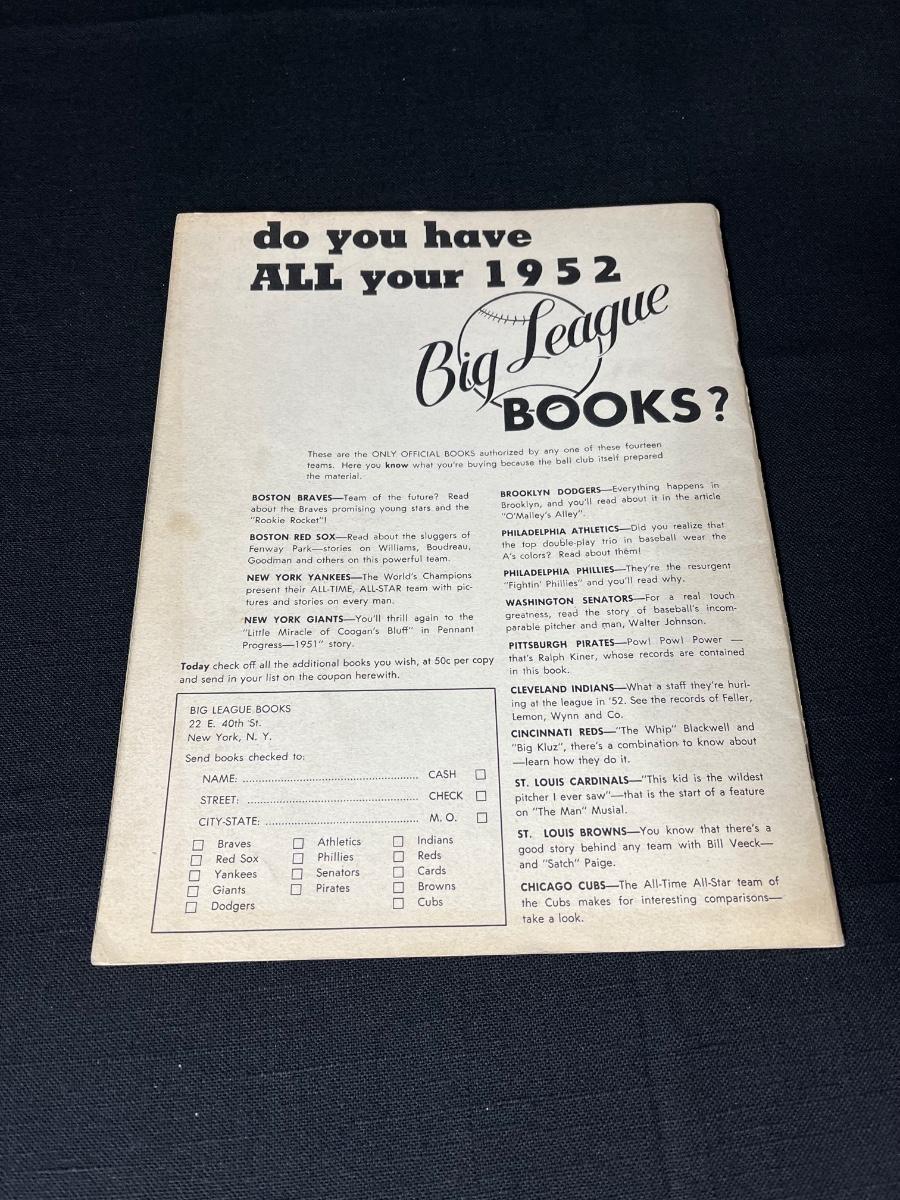 do you have
ALL your 1952
Big League
BOOKS?
These are the ONLY OFFICIAL BOOKS authorized by any one of these fourteen
teams. Here you know what you're buying because the ball club itself prepared
the material.
BOSTON BRAVES—Team of the future? Read
about the Braves promising young stars and the
"Rookie Rocket"!
BOSTON RED SOX—Read about the sluggers of
Fenway Park—stories on Williams, Boudreau,
Goodman and others on this powerful team.
NEW YORK YANKEES—The World's Champions
present their ALL-TIME, ALL-STAR team with pic-
tures and stories on every man.
NEW YORK GIANTS—You'll thrill again to the
"Little Miracle of Coogan's Bluff" in Pennant
Progress—1951" story.
Today check off all the additional books you wish, at 50c per copy
and send in your list on the coupon herewith.
BIG LEAGUE BOOKS
22 E. 40th St.
New York, N. Y.
Send books checked to:
NAME: ........................ CASH
STREET: ........................ CHECK
CITY-STATE: ........................ M. O.
Braves Athletics Indians
Red Sox Phillies Reds
Yankees Senators Cards
Giants Pirates Browns
Dodgers Cubs
BROOKLYN DODGERS—Everything happens in
Brooklyn, and you'll read about it in the article
"O'Malley's Alley".
PHILADELPHIA ATHLETICS—Did you realize that
the top double-play trio in baseball wear the
A's colors? Read about them!
PHILADELPHIA PHILLIES—They're the resurgent
"Fightin' Phillies" and you'll read why.
WASHINGTON SENATORS—For a real touch
greatness, read the story of baseball's incom-
parable pitcher and man, Walter Johnson.
PITTSBURGH PIRATES—Pow! Pow! Power —
that's Ralph Kiner, whose records are contained
in this book.
CLEVELAND INDIANS—What a staff they're hurl-
ing at the league in '52. See the records of Feller,
Lemon, Wynn and Co.
CINCINNATI REDS—"The Whip" Blackwell and
"Big Kluz", there's a combination to know about
—learn how they do it.
ST. LOUIS CARDINALS—"This kid is the wildest
pitcher I ever saw"—that is the start of a feature
on "The Man" Musial.
ST. LOUIS BROWNS—You know that there's a
good story behind any team with Bill Veeck—
and "Satch" Paige.
CHICAGO CUBS—The All-Time All-Star team of
the Cubs makes for interesting comparisons—
take a look.